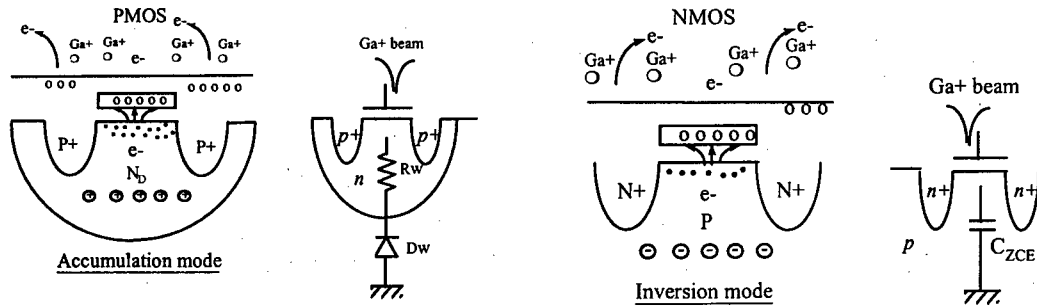 PMOS
e- e-
Ga+ Ga+ Ga+ Ga+
e-
P+ P+
e-
N_D
Accumulation mode
Ga+ beam
p+ p+
n
Rw
Dw
NMOS
e- e-
Ga+ Ga+ Ga+ Ga+
e-
N+ N+
e-
P
Inversion mode
Ga+ beam
n+ n+
p
C_ZCE